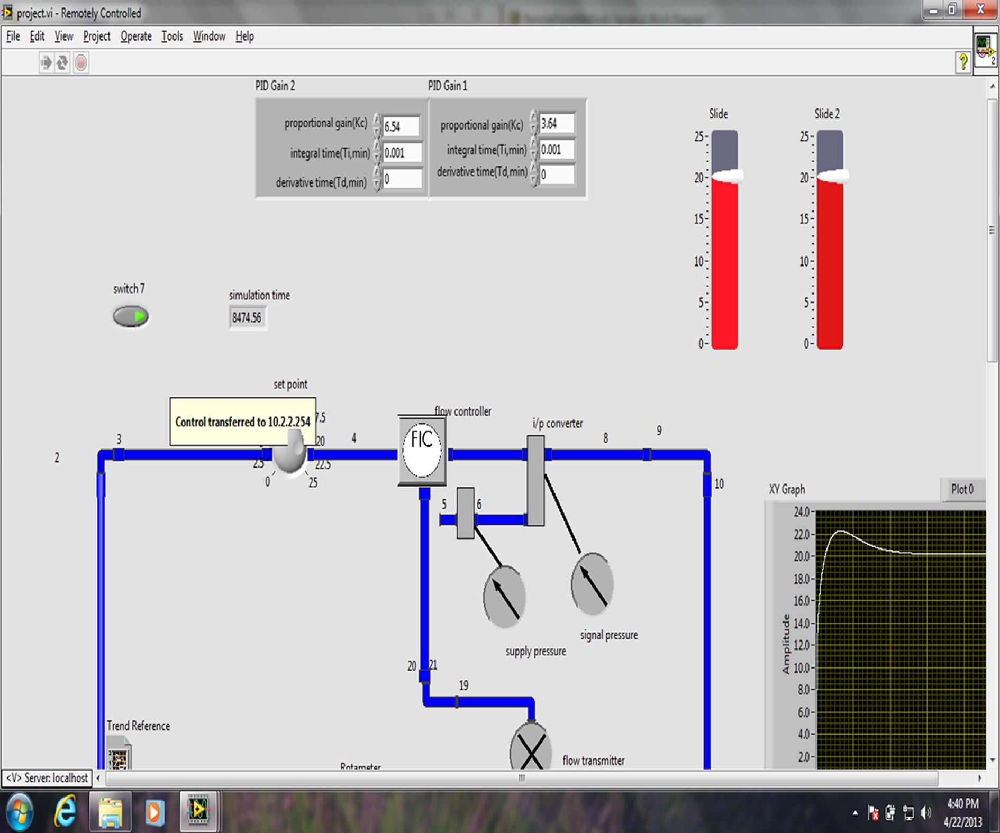 project.vi - Remotely Controlled
File Edit View Project Operate Tools Window Help
?
2
PID Gain 2
proportional gain(Kc) 6.54
integral time(Ti,min) 0.001
derivative time(Td,min) 0
PID Gain 1
proportional gain(Kc) 3.64
integral time(Ti,min) 0.001
derivative time(Td,min) 0
Slide
25
20
15
10
5
0
Slide 2
25
20
15
10
5
0
switch 7
simulation time
8474.56
set point
Control transferred to 10.2.2.254
7.5
20
22.5
25
2.5
0
2
3
4
flow controller
FIC
i/p converter
8
9
10
5
6
signal pressure
supply pressure
20
21
19
flow transmitter
Trend Reference
Rotameter
XY Graph
Plot 0
Amplitude
24.0
22.0
20.0
18.0
16.0
14.0
12.0
10.0
8.0
6.0
4.0
2.0
<V> Server: localhost
4:40 PM
4/22/2013